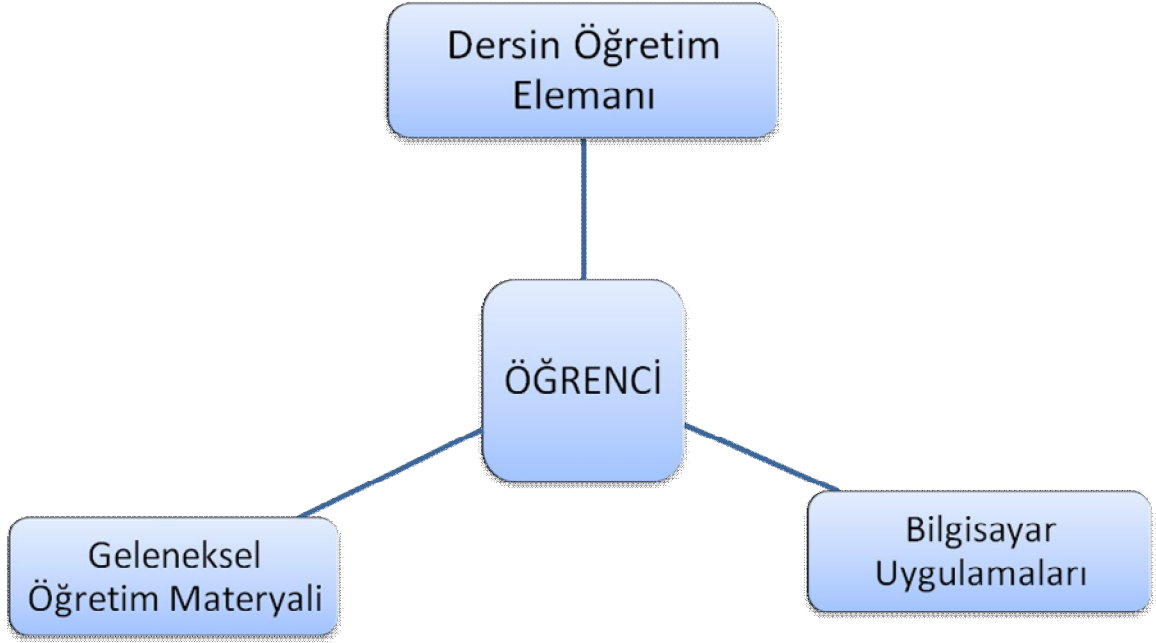 Dersin Öğretim
Elemanı
ÖĞRENCİ
Geleneksel
Öğretim Materyali
Bilgisayar
Uygulamaları